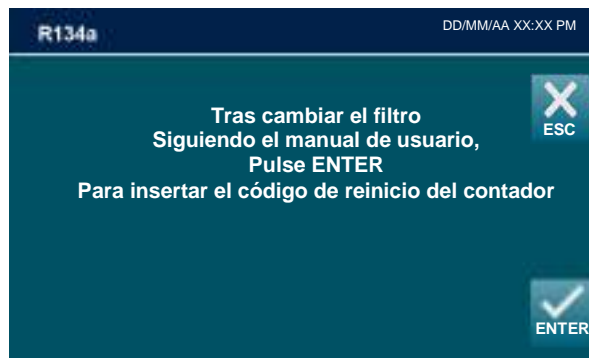 R134a
DD/MM/AA XX:XX PM
Tras cambiar el filtro
Siguiendo el manual de usuario,
Pulse ENTER
Para insertar el código de reinicio del contador
ESC
ENTER